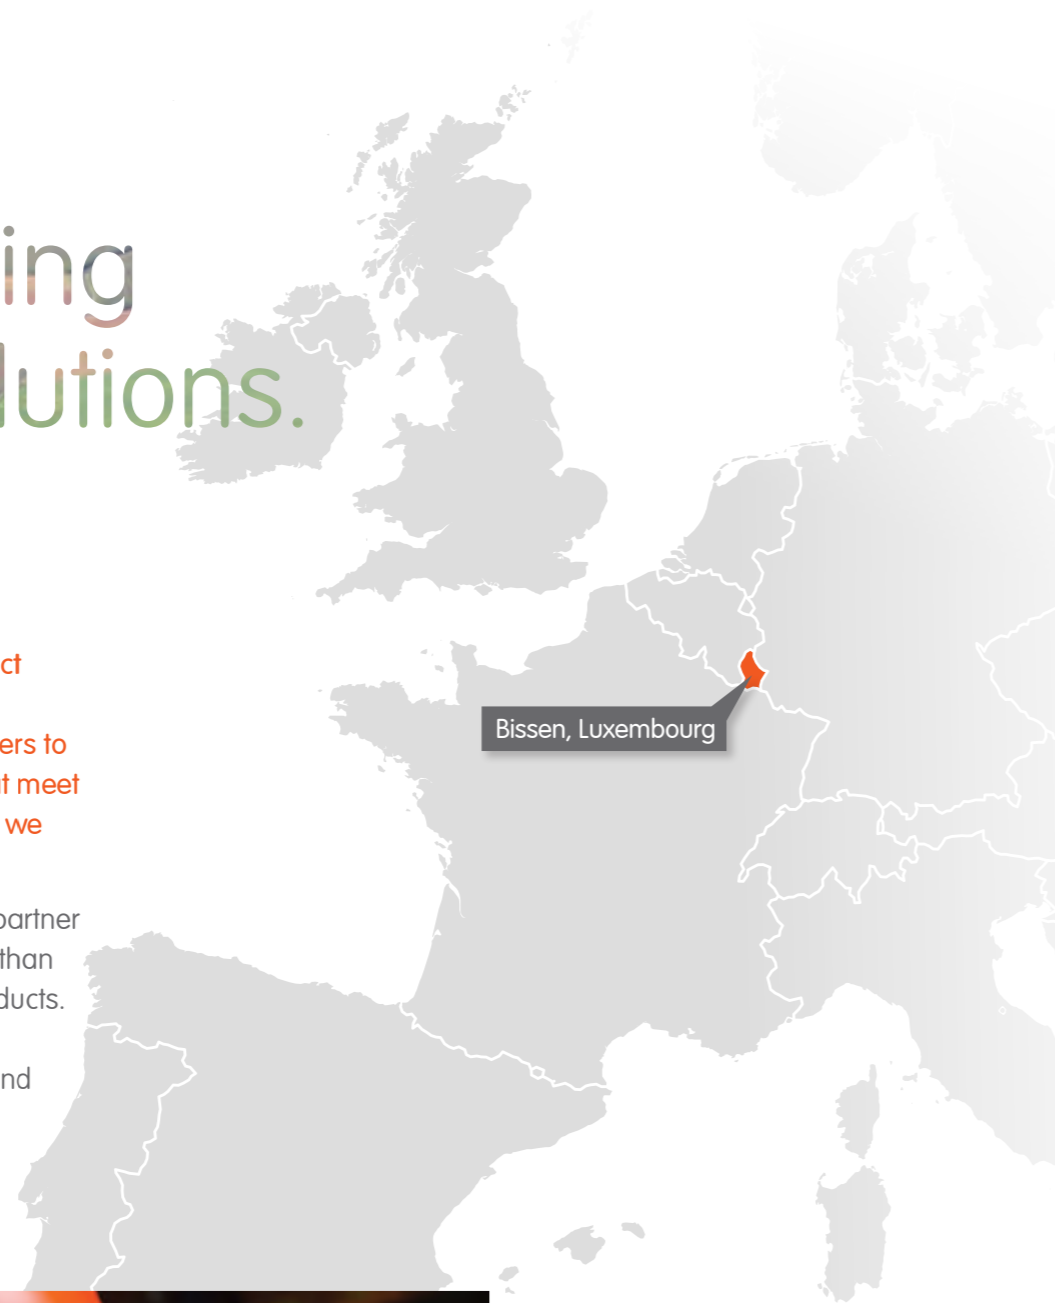 ing
lutions.
ct
ers to
t meet
we
partner
than
ducts.
nd
Bissen, Luxembourg